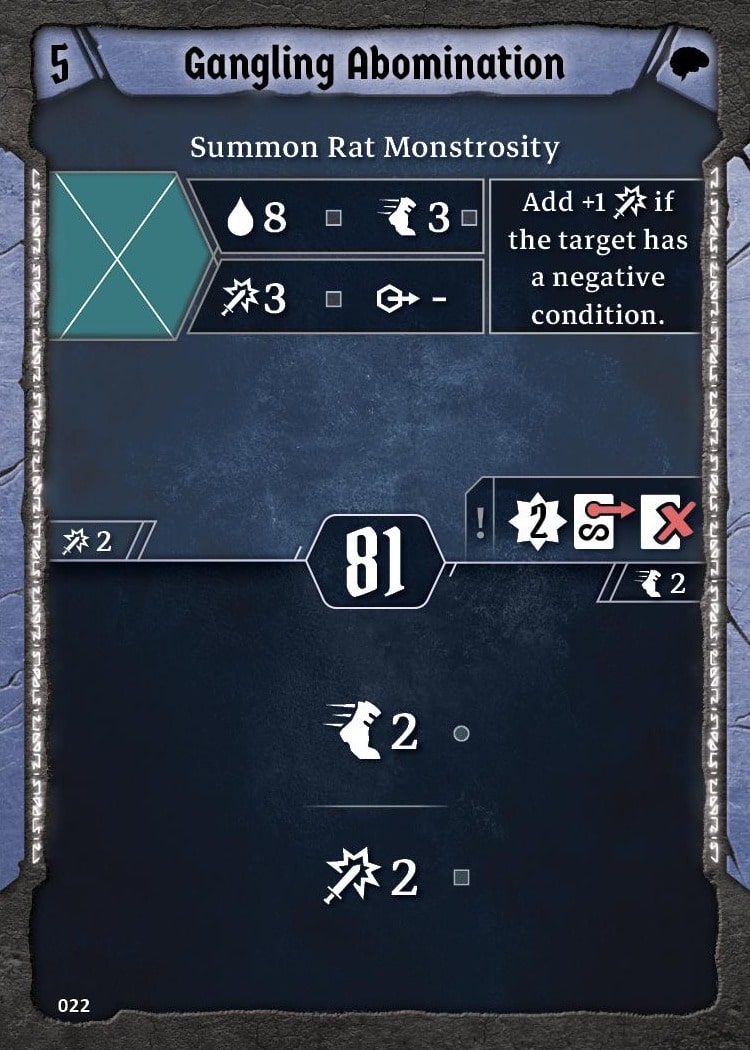 5
Gangling Abomination
Summon Rat Monstrosity
8
3
Add +1 if
the target has
a negative
condition.
3
-
! 2
2
81
2
2
2
022